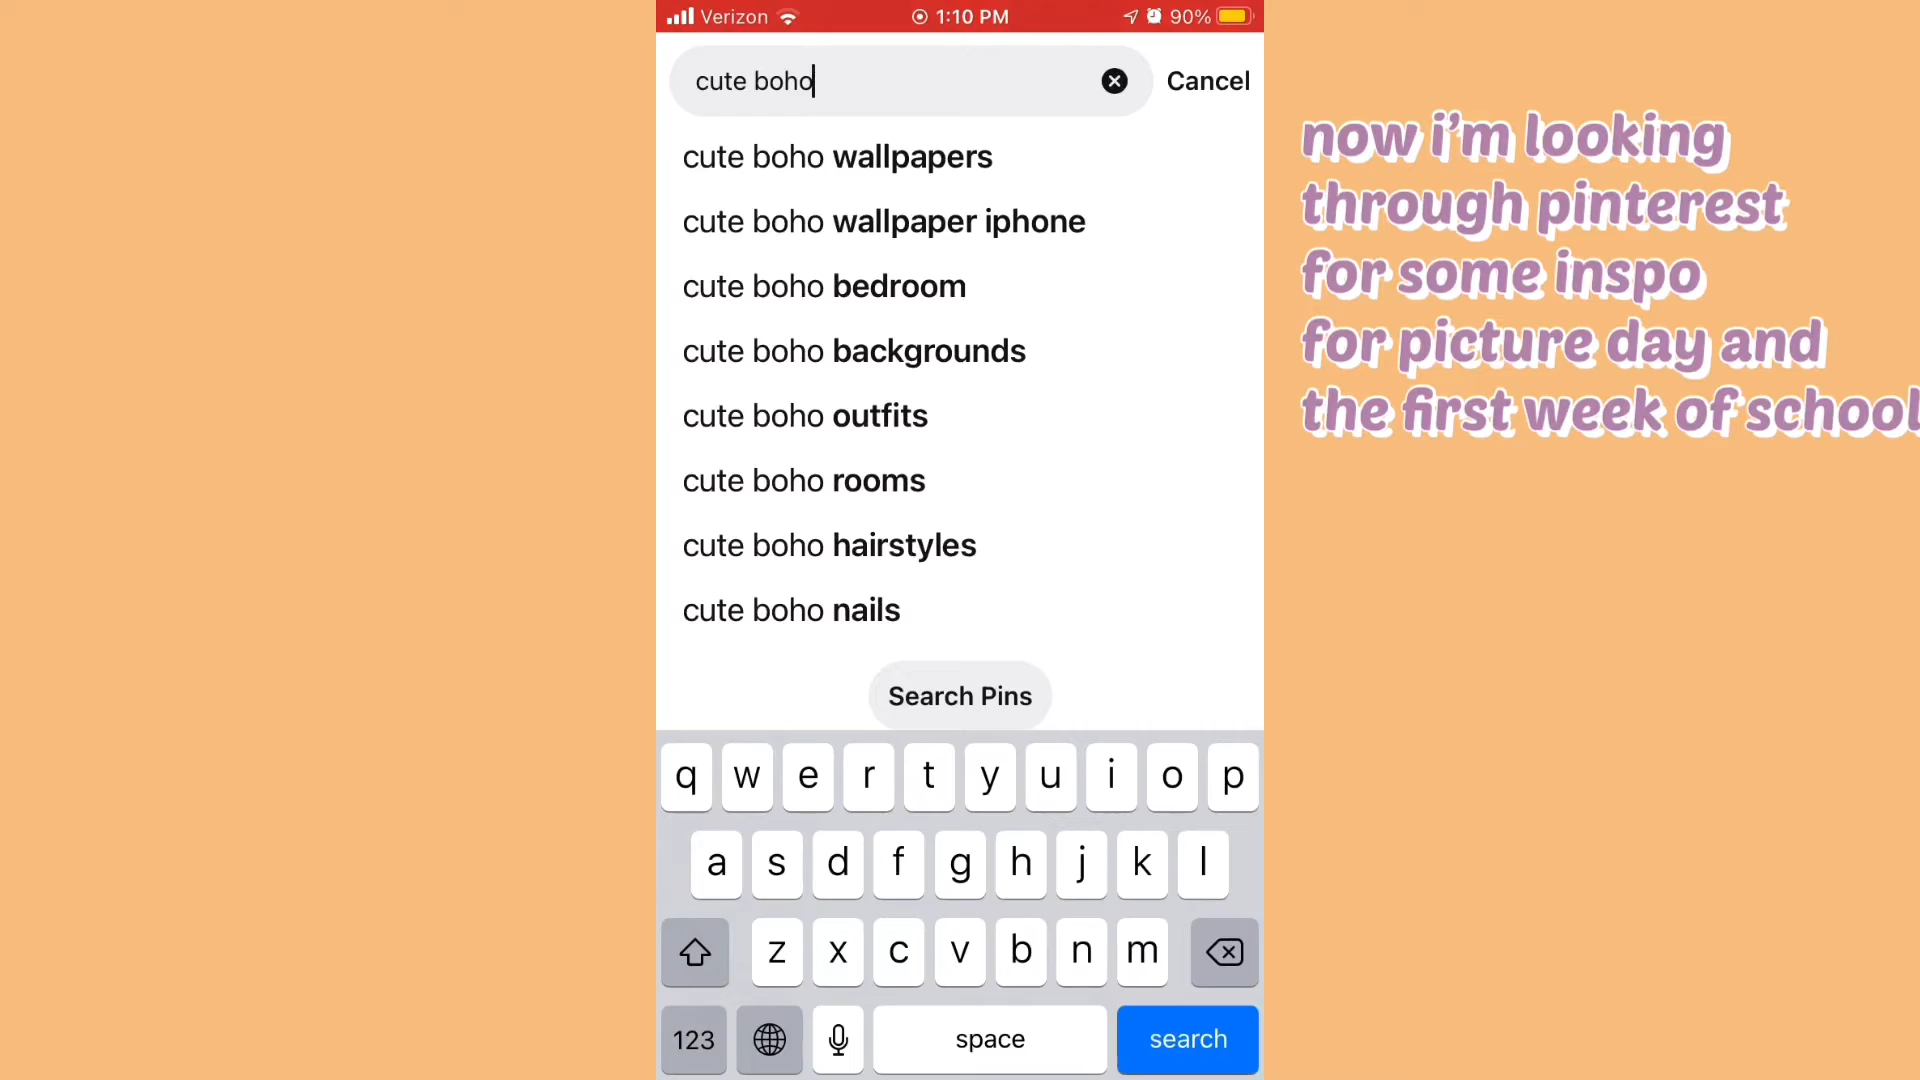 Verizon 1:10 PM 90%
cute boho Cancel
cute boho wallpapers
cute boho wallpaper iphone
cute boho bedroom
cute boho backgrounds
cute boho outfits
cute boho rooms
cute boho hairstyles
cute boho nails
Search Pins
q w e r t y u i o p
a s d f g h j k l
z x c v b n m
123 space search
now i'm looking
through pinterest
for some inspo
for picture day and
the first week of school